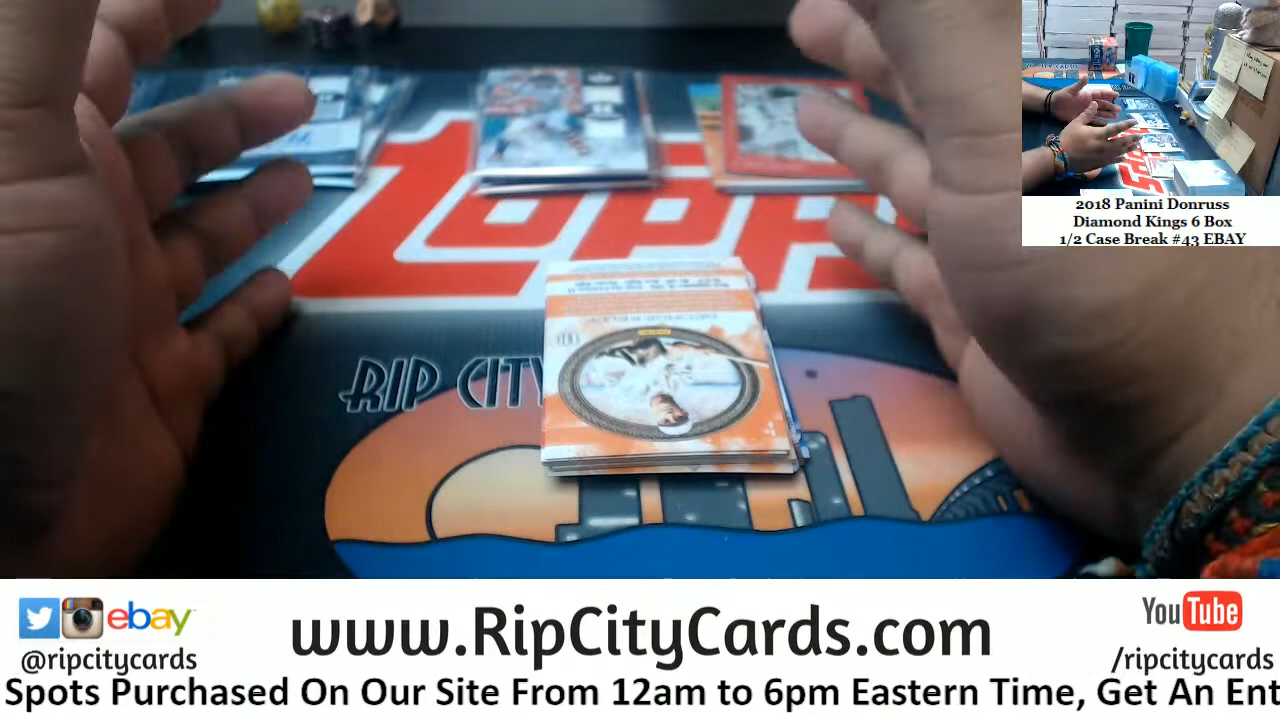 Topps
RIP CITY
2018 Panini Donruss
Diamond Kings 6 Box
1/2 Case Break #43 EBAY
ebay
@ripcitycards
www.RipCityCards.com
YouTube
/ripcitycards
Spots Purchased On Our Site From 12am to 6pm Eastern Time, Get An Ent